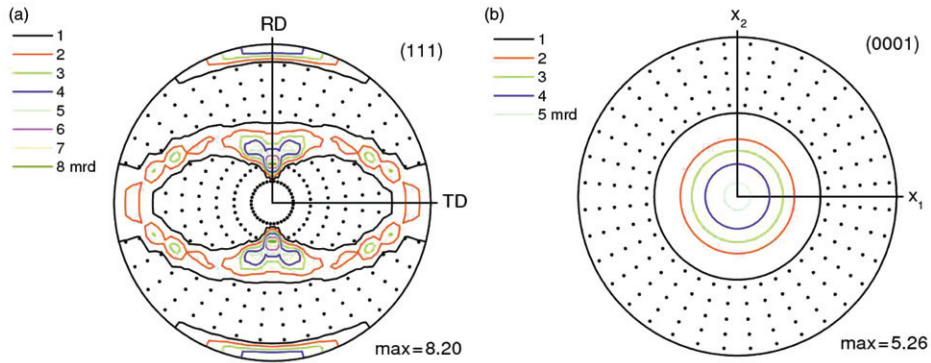 (a)
RD
(111)
1
2
3
4
5
6
7
8 mrd
TD
max=8.20
(b)
x2
(0001)
1
2
3
4
5 mrd
x1
max=5.26